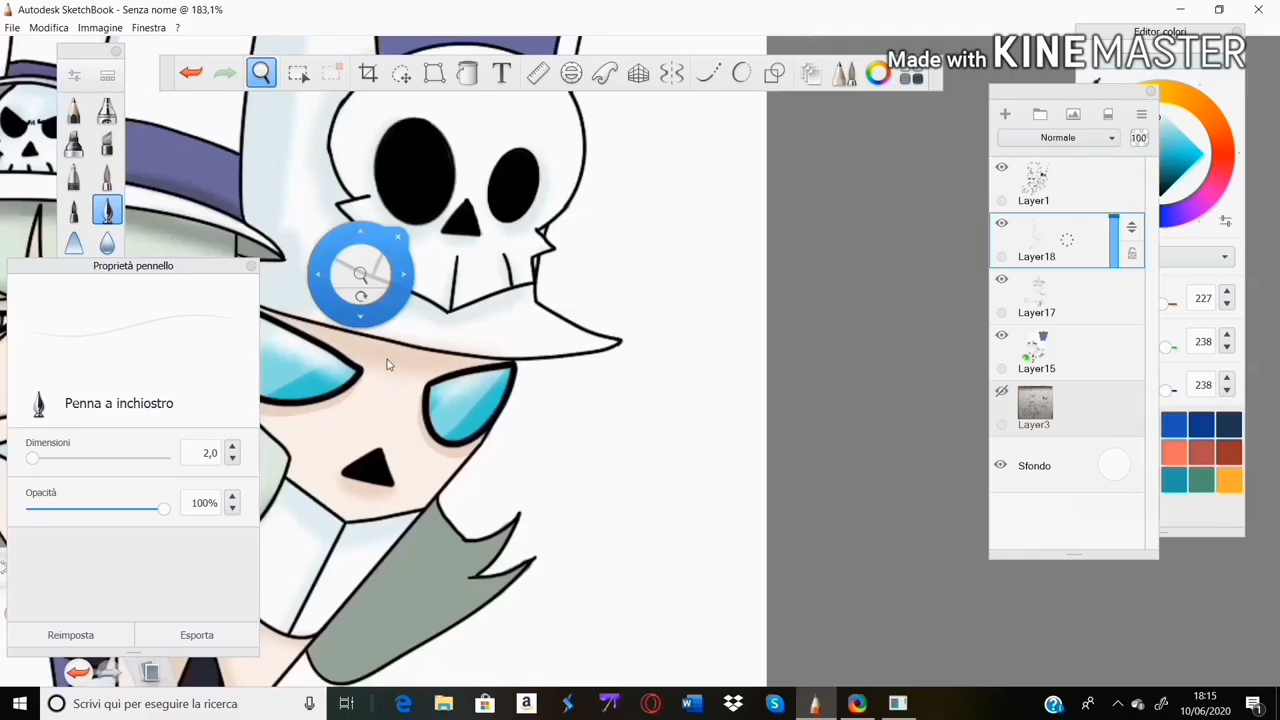 Autodesk SketchBook - Senza nome @ 183,1%
File Modifica Immagine Finestra ?
Editor colori
Made with KINEMASTER
Normale 100
Layer1
Layer18
Layer17
Layer15
Layer3
Sfondo
227
238
238
Proprietà pennello
Penna a inchiostro
Dimensioni
2,0
Opacità
100%
Reimposta Esporta
Scrivi qui per eseguire la ricerca
18:15
10/06/2020
1